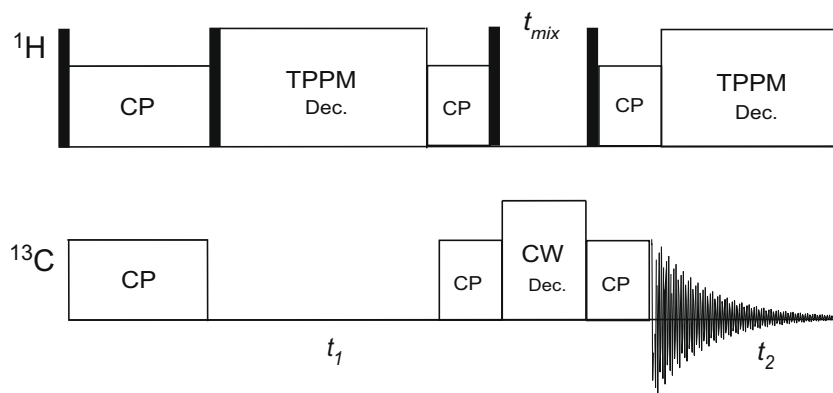 t_mix
¹H
CP
TPPM
Dec.
CP
CP
TPPM
Dec.
¹³C
CP
CP
CW
Dec.
CP
t₁
t₂